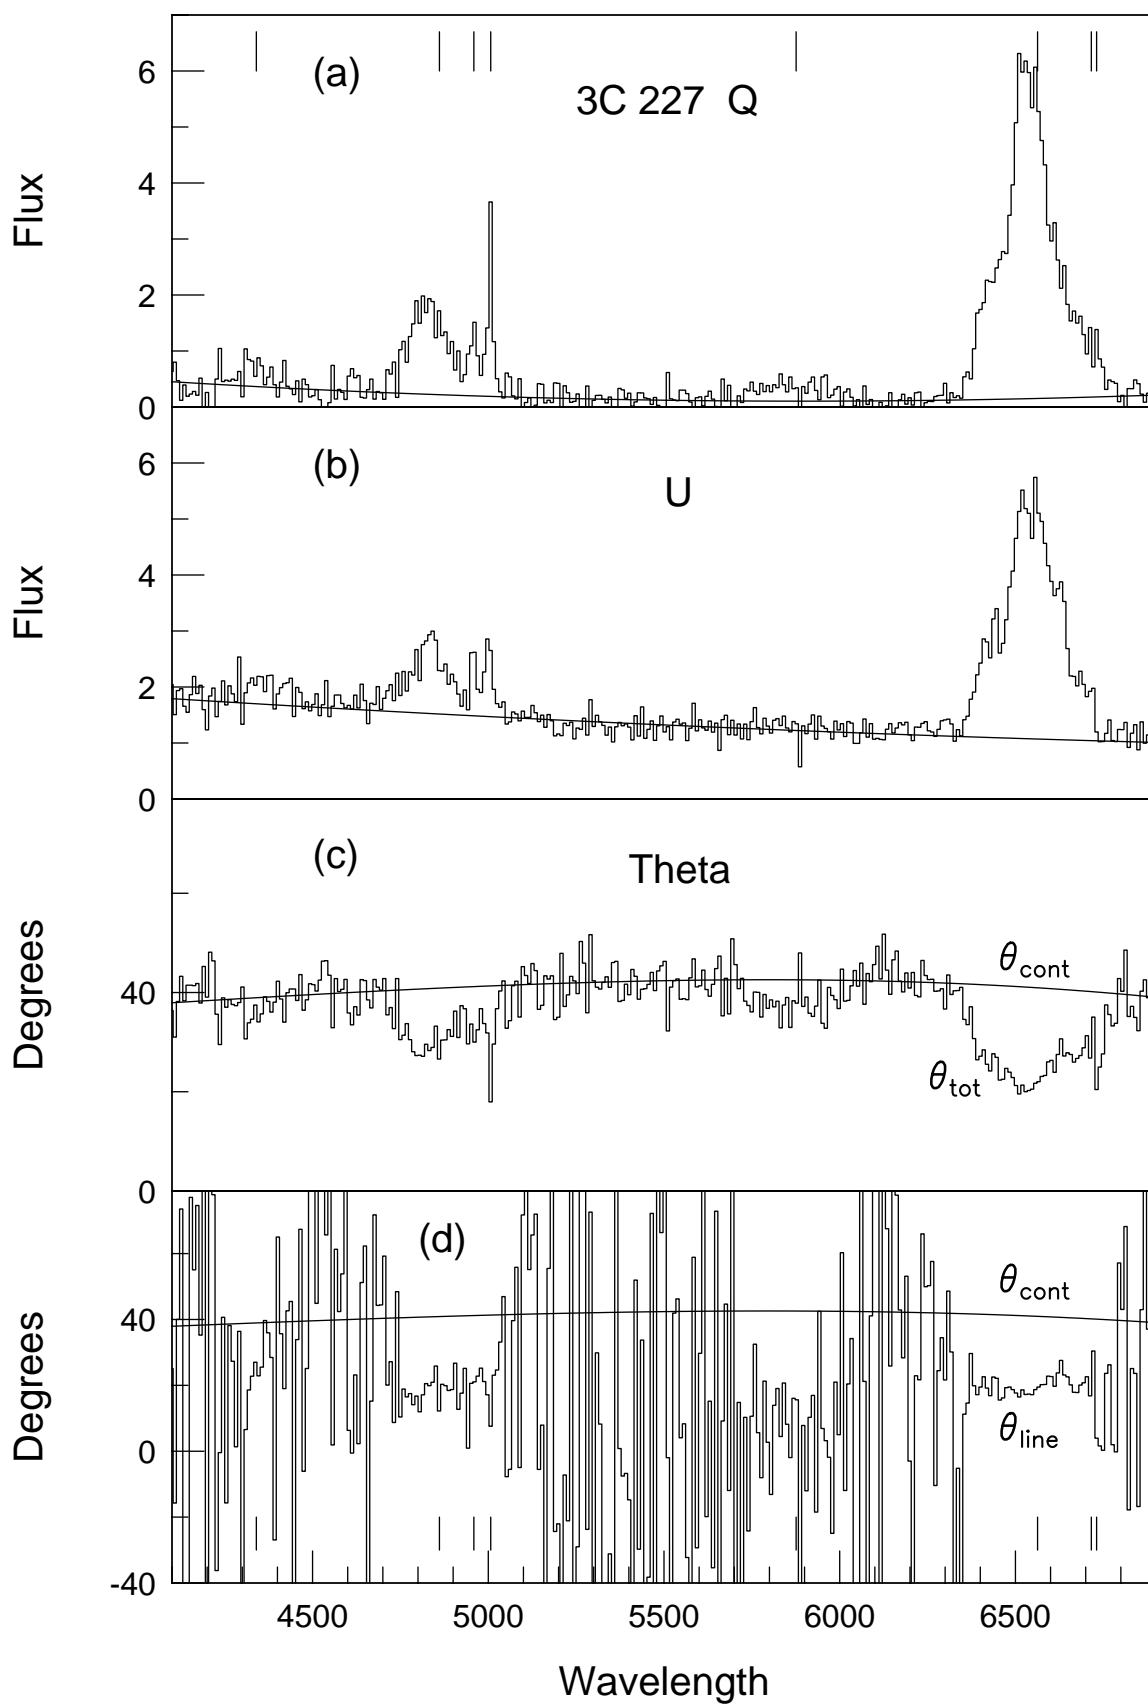 (a)
3C 227 Q
6
4
2
0
Flux
(b)
U
6
4
2
0
Flux
(c)
Theta
θcont
40
θtot
0
Degrees
(d)
θcont
40
θline
0
-40
Degrees
4500 5000 5500 6000 6500
Wavelength